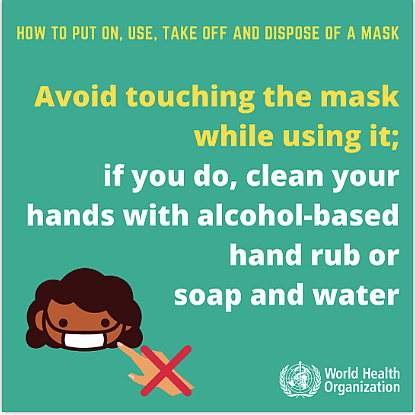 HOW TO PUT ON, USE, TAKE OFF AND DISPOSE OF A MASK
Avoid touching the mask
while using it;
if you do, clean your
hands with alcohol-based
hand rub or
soap and water
World Health
Organization